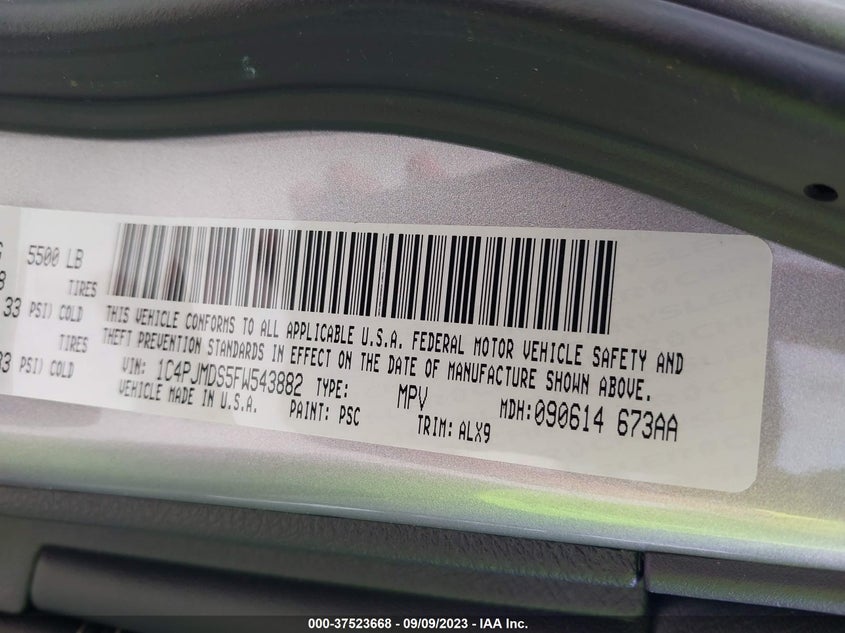 5500 LB
TIRES
33 PSI) COLD
TIRES
33 PSI) COLD
THIS VEHICLE CONFORMS TO ALL APPLICABLE U.S.A. FEDERAL MOTOR VEHICLE SAFETY AND
THEFT PREVENTION STANDARDS IN EFFECT ON THE DATE OF MANUFACTURE SHOWN ABOVE.
VIN: 1C4PJMDS5FW543882 TYPE: MPV MDH:090614 673AA
VEHICLE MADE IN U.S.A. PAINT: PSC TRIM: ALX9
000-37523668 - 09/09/2023 - IAA Inc.